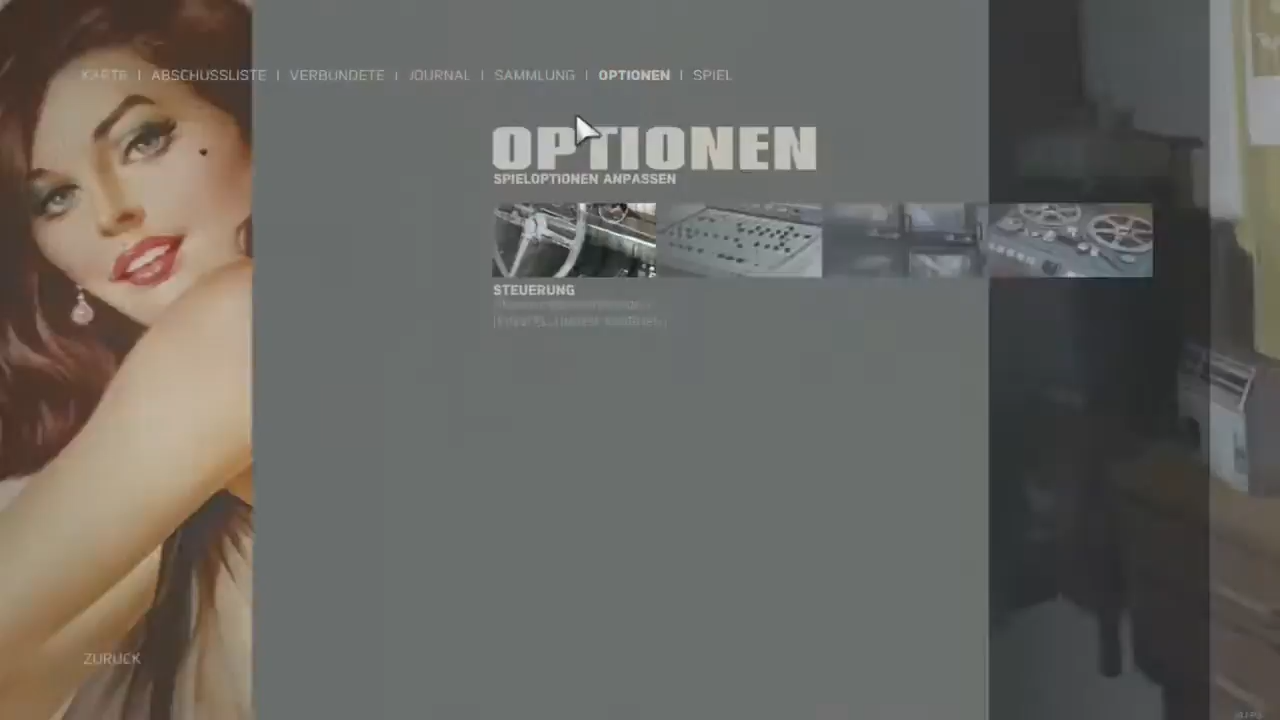 KARTE | ABSCHUSSLISTE | VERBÜNDETE | JOURNAL | SAMMLUNG | OPTIONEN | SPIEL
OPTIONEN
SPIELOPTIONEN ANPASSEN
STEUERUNG
ZURÜCK